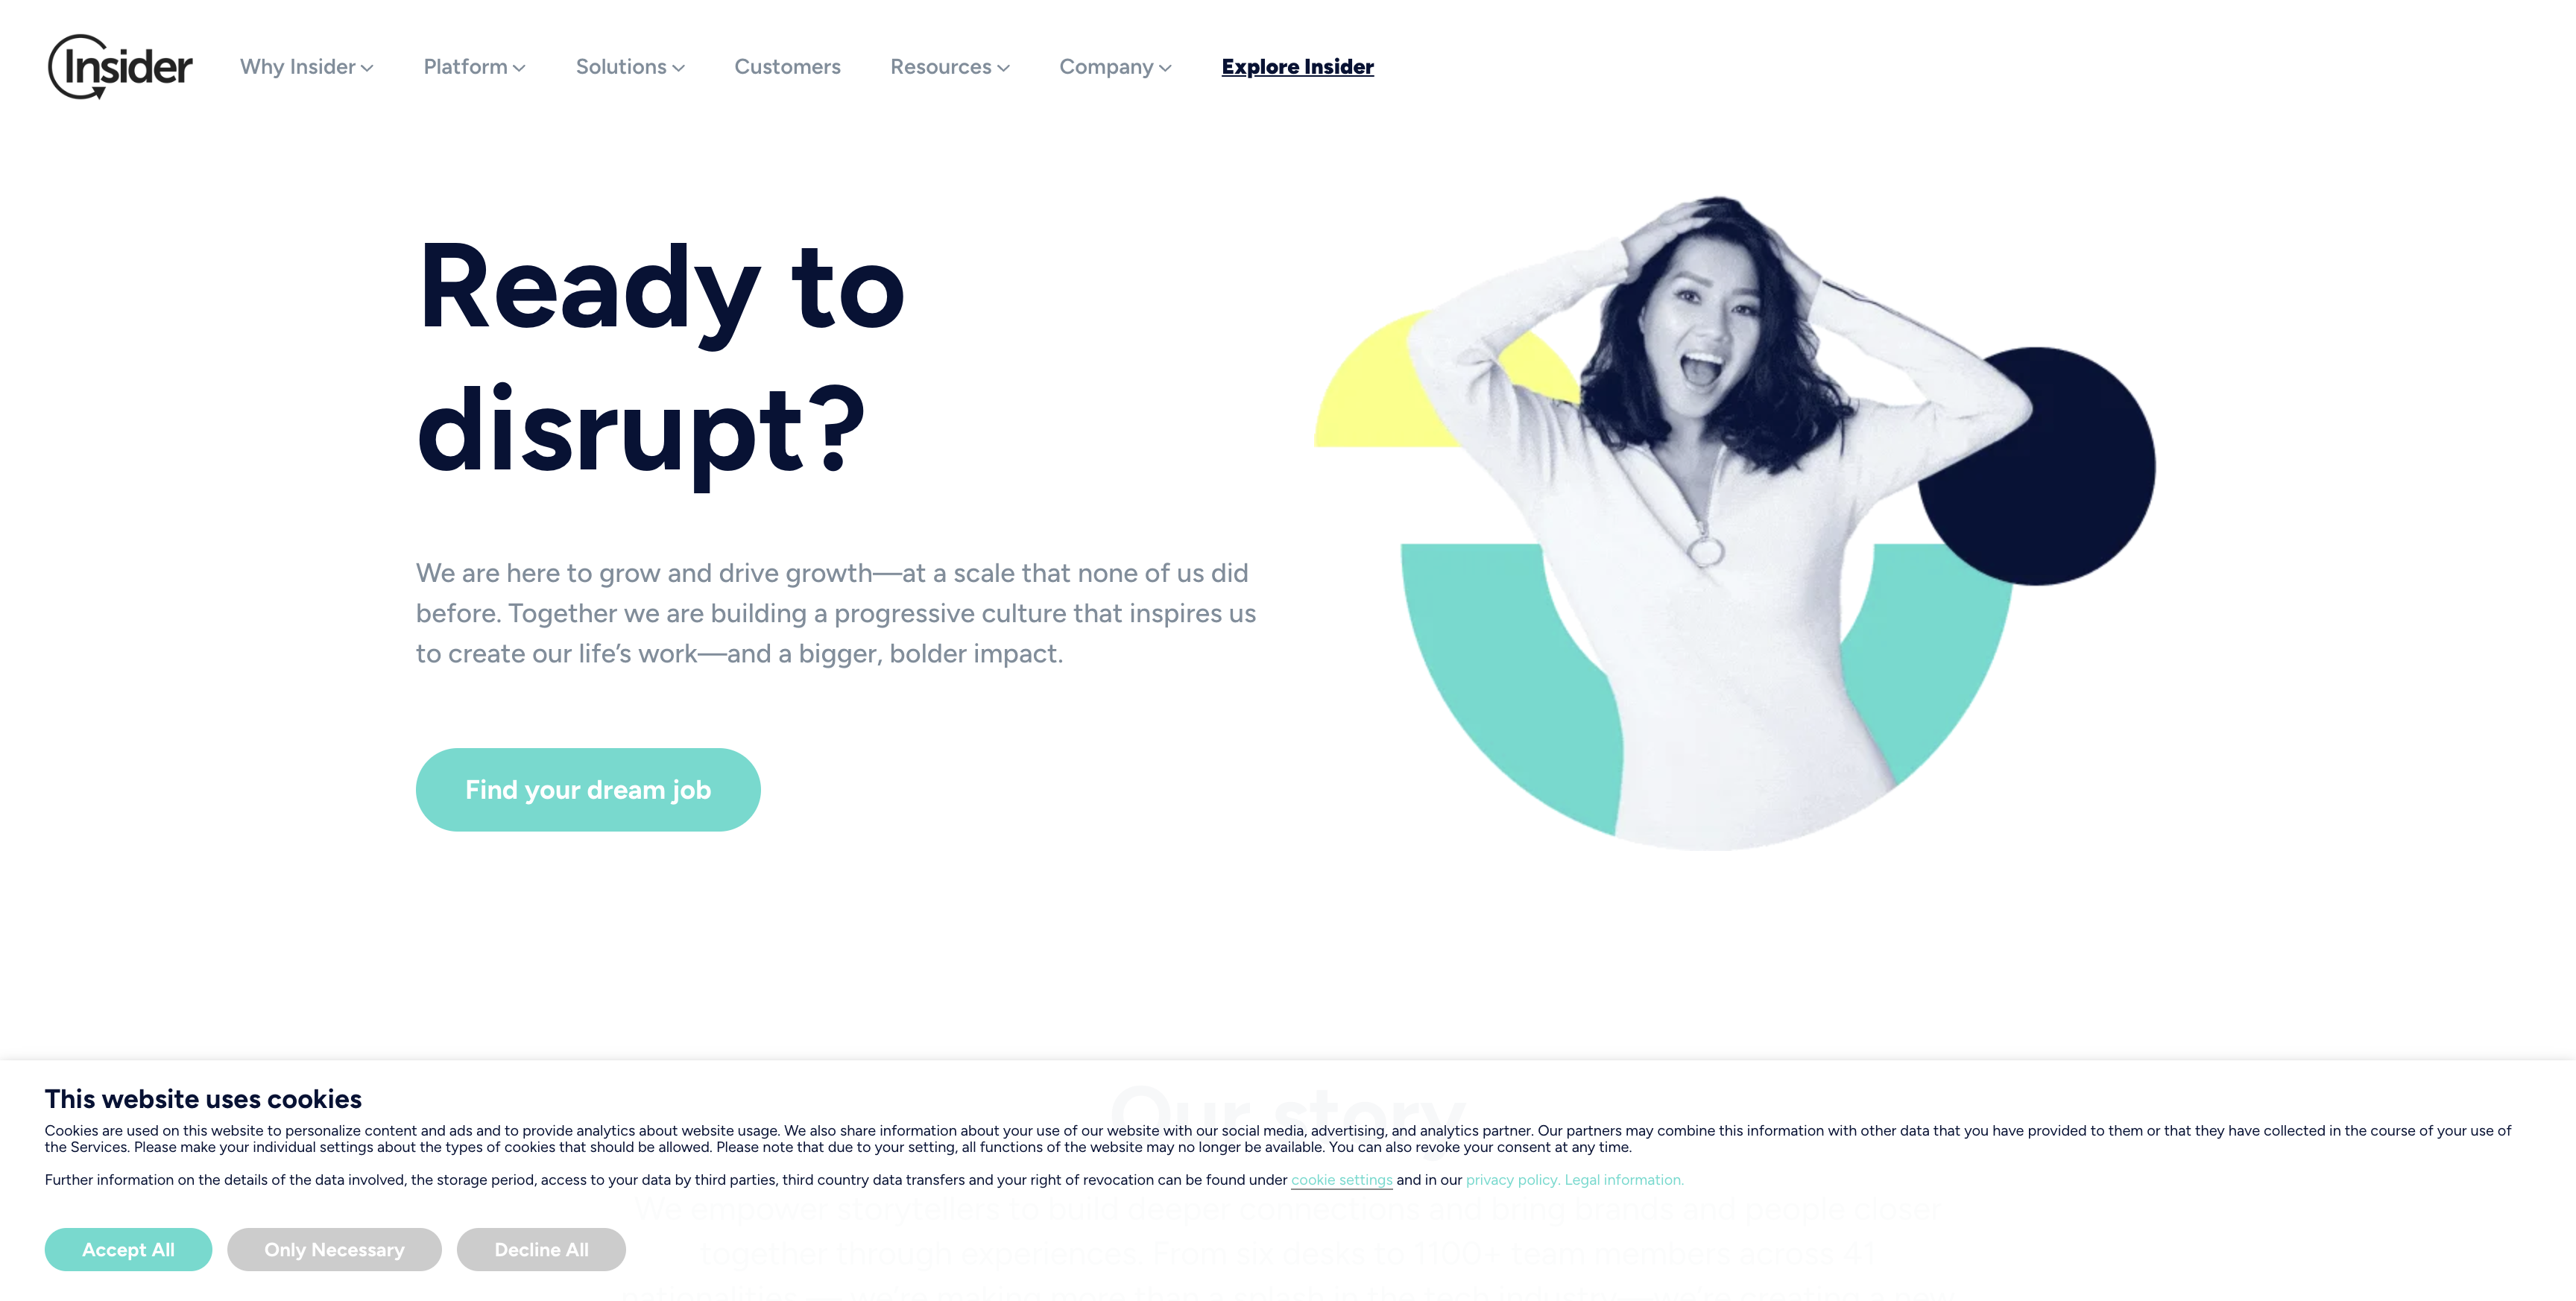 Insider
Why Insider
Platform
Solutions
Customers
Resources
Company
Explore Insider
Ready to
disrupt?
We are here to grow and drive growth—at a scale that none of us did
before. Together we are building a progressive culture that inspires us
to create our life’s work—and a bigger, bolder impact.
Find your dream job
Our story
This website uses cookies
Cookies are used on this website to personalize content and ads and to provide analytics about website usage. We also share information about your use of our website with our social media, advertising, and analytics partner. Our partners may combine this information with other data that you have provided to them or that they have collected in the course of your use of
the Services. Please make your individual settings about the types of cookies that should be allowed. Please note that due to your setting, all functions of the website may no longer be available. You can also revoke your consent at any time.
Further information on the details of the data involved, the storage period, access to your data by third parties, third country data transfers and your right of revocation can be found under cookie settings and in our privacy policy. Legal information.
We empower storytellers to build deeper connections and bring brands and people closer
together through experiences. From six desks to 1100+ team members across
Accept All
Only Necessary
Decline All